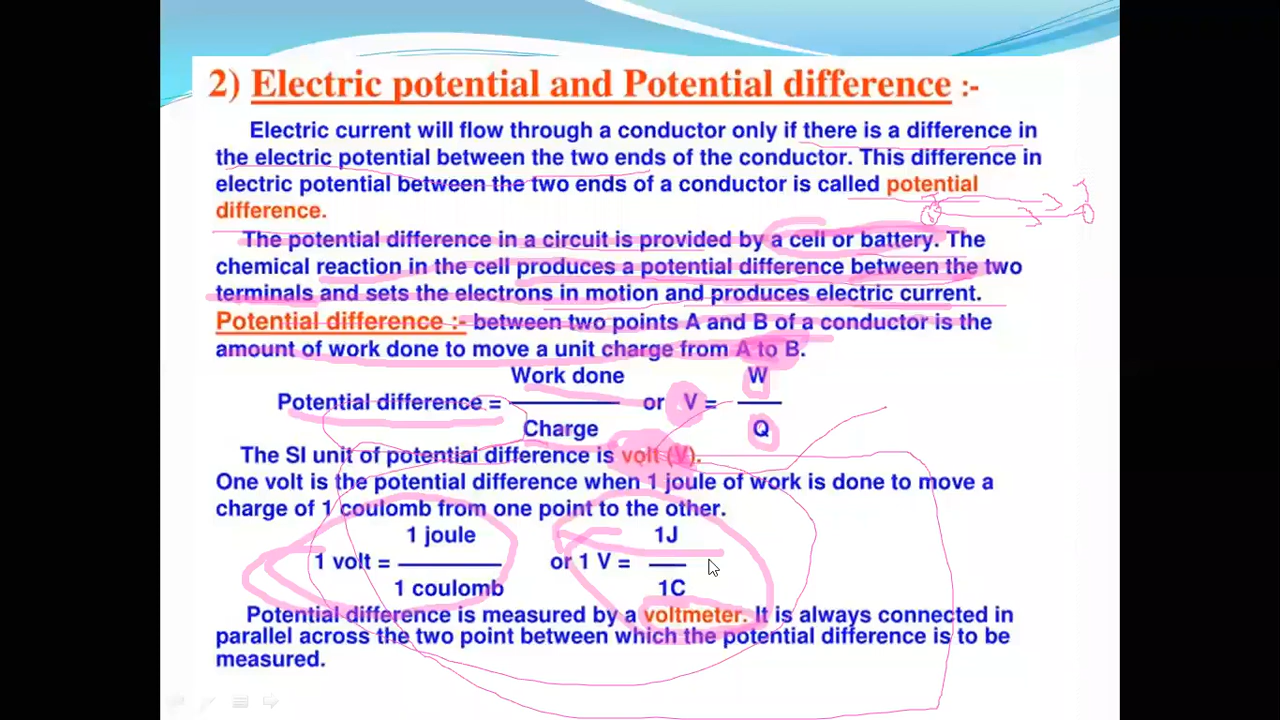 2) Electric potential and Potential difference :-
Electric current will flow through a conductor only if there is a difference in
the electric potential between the two ends of the conductor. This difference in
electric potential between the two ends of a conductor is called potential
difference.
The potential difference in a circuit is provided by a cell or battery. The
chemical reaction in the cell produces a potential difference between the two
terminals and sets the electrons in motion and produces electric current.
Potential difference :- between two points A and B of a conductor is the
amount of work done to move a unit charge from A to B.
Work done W
Potential difference = or V =
Charge Q
The SI unit of potential difference is volt (V).
One volt is the potential difference when 1 joule of work is done to move a
charge of 1 coulomb from one point to the other.
1 joule 1J
1 volt = or 1 V =
1 coulomb 1C
Potential difference is measured by a voltmeter. It is always connected in
parallel across the two point between which the potential difference is to be
measured.